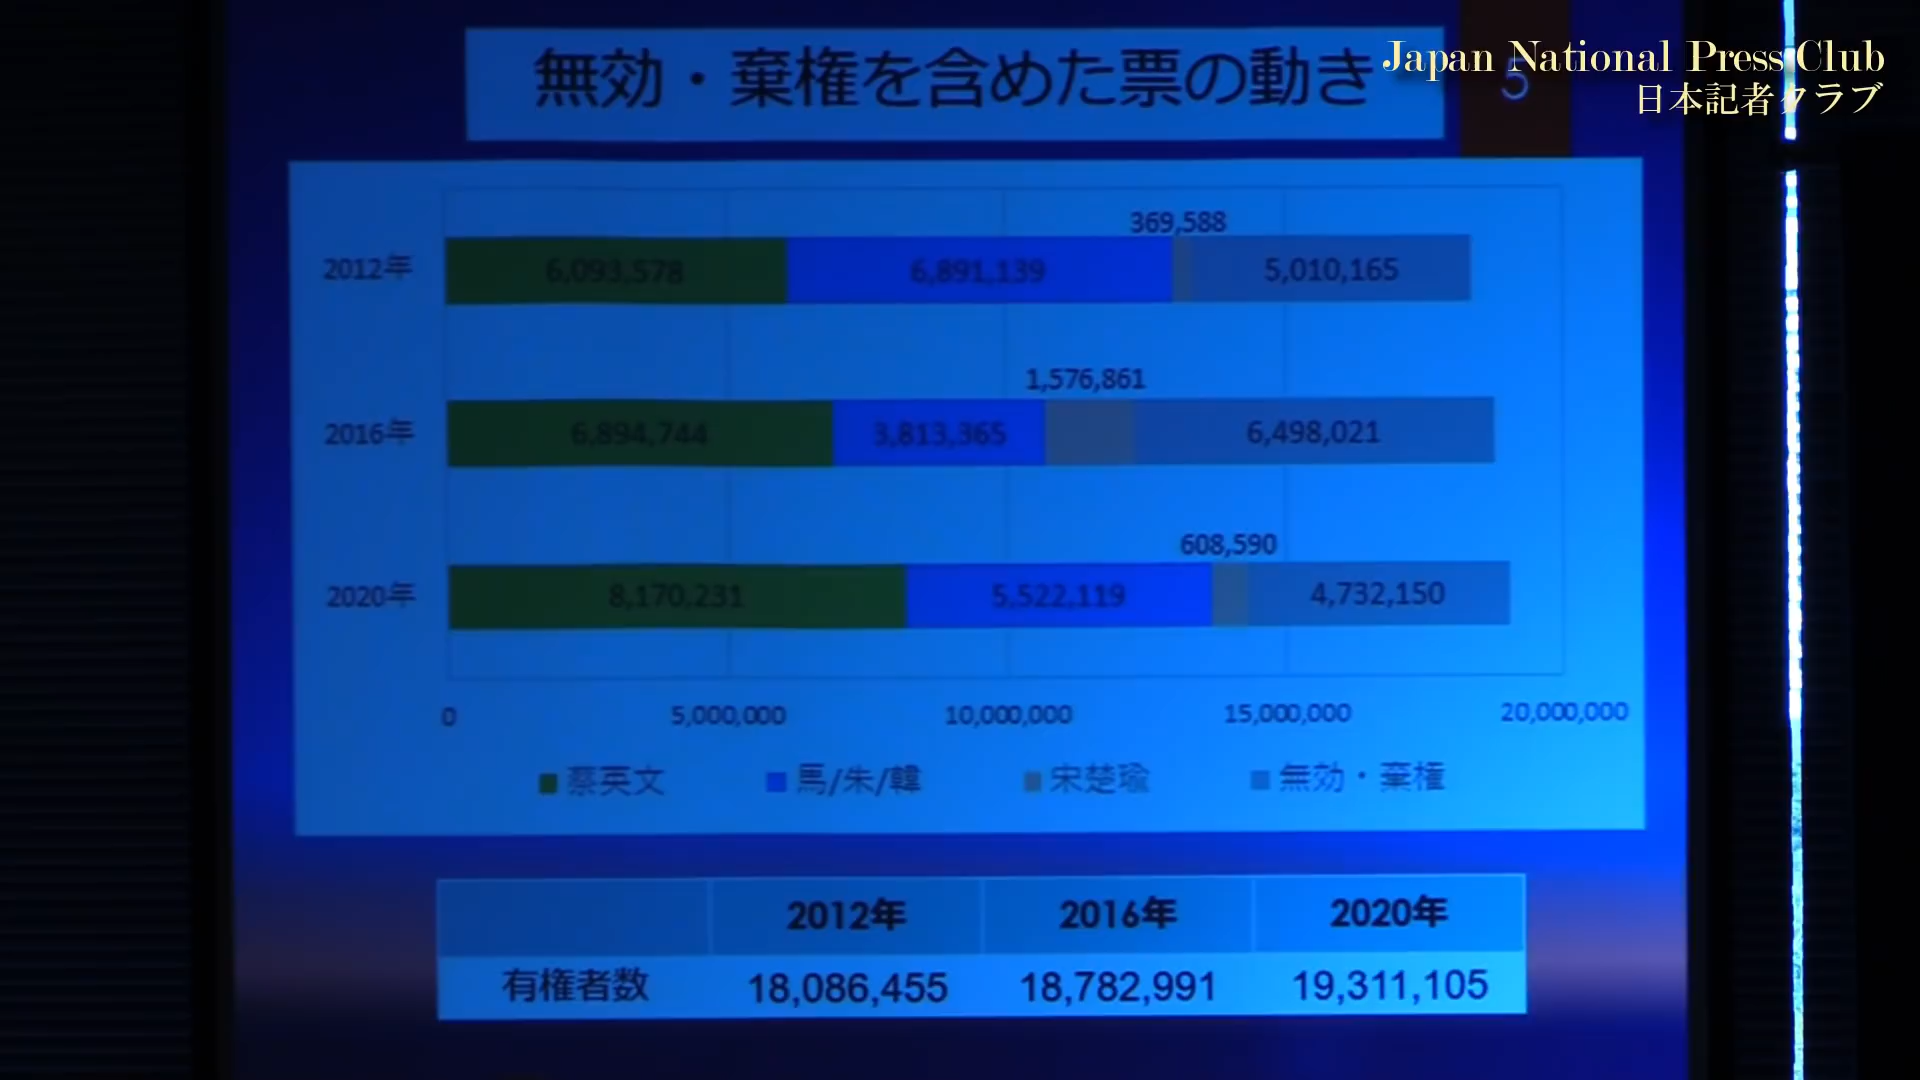 無効・棄権を含めた票の動き
5
Japan National Press Club
日本記者クラブ
369,588
2012年 6,093,578 6,891,139 5,010,165
1,576,861
2016年 6,894,744 3,813,365 6,498,021
608,590
2020年 8,170,231 5,522,119 4,732,150
0 5,000,000 10,000,000 15,000,000 20,000,000
蔡英文 馬/朱/韓 宋楚瑜 無効・棄権
2012年 2016年 2020年
有権者数 18,086,455 18,782,991 19,311,105